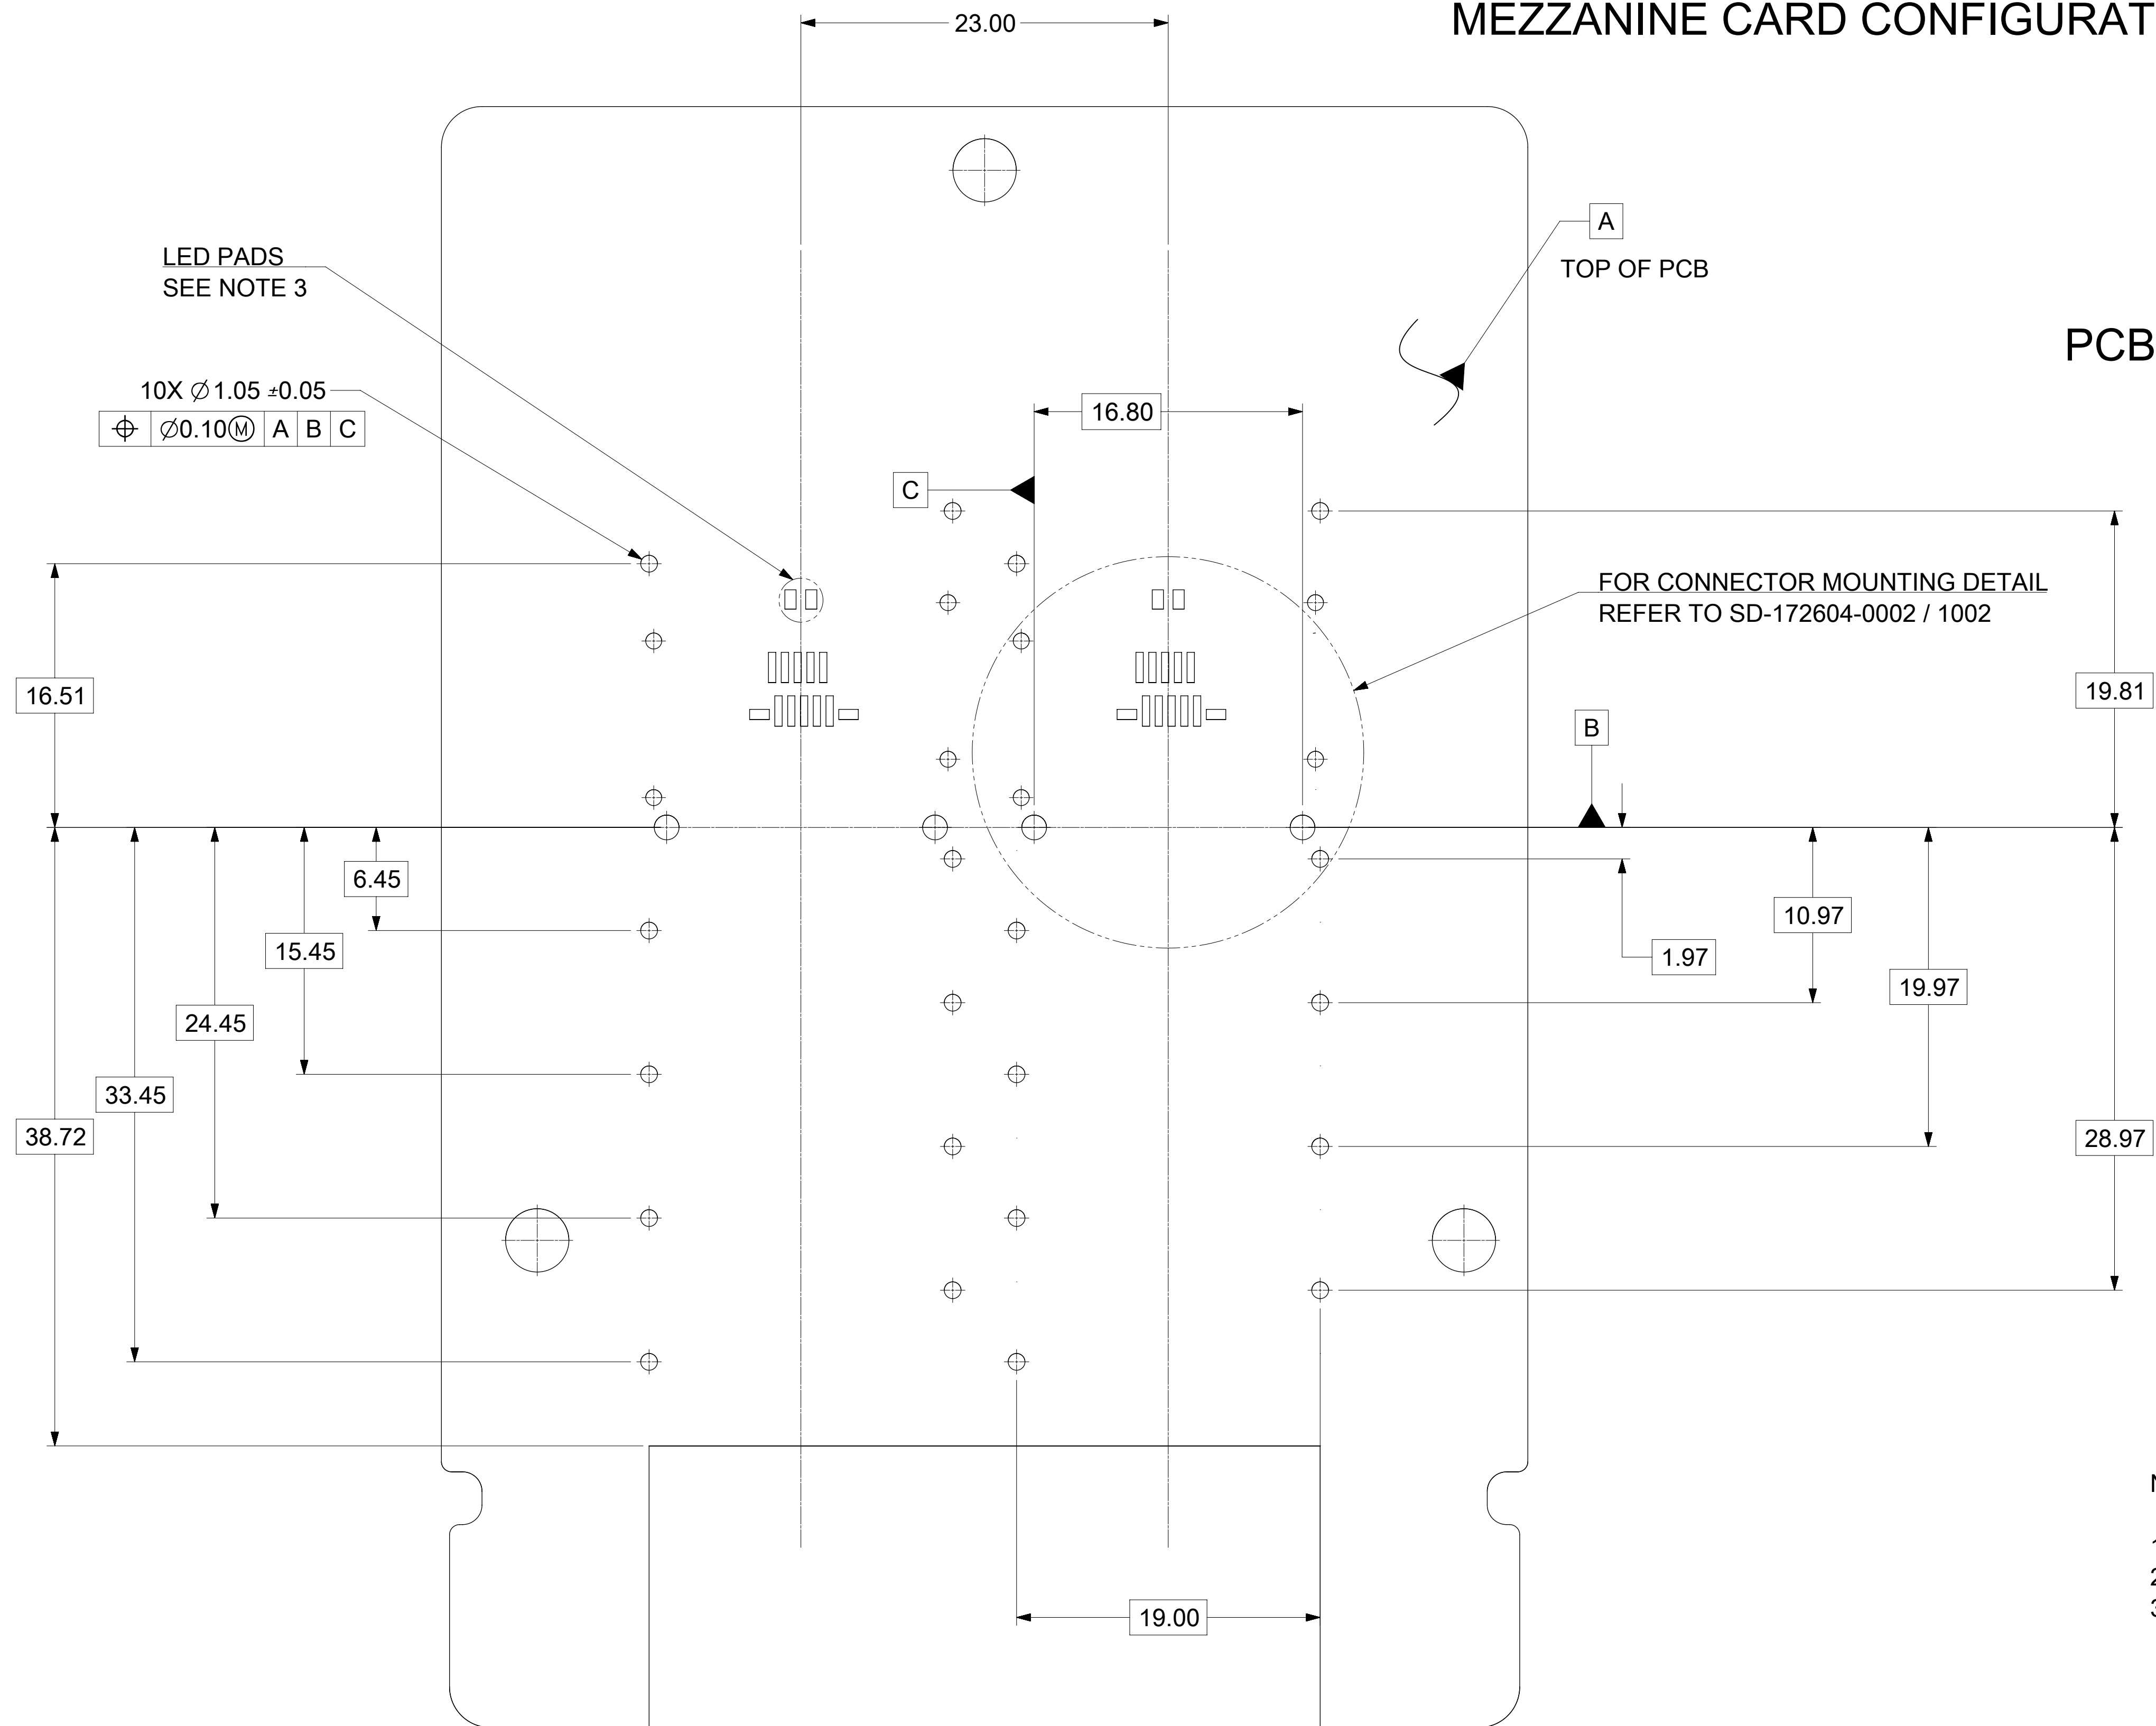 MEZZANINE CARD CONFIGURAT
23.00
A
TOP OF PCB
LED PADS
SEE NOTE 3
PCB
10X ∅1.05 ±0.05
⌖ ∅0.10Ⓜ A B C
16.80
C
FOR CONNECTOR MOUNTING DETAIL
REFER TO SD-172604-0002 / 1002
16.51
19.81
B
6.45
10.97
15.45
1.97
19.97
24.45
33.45
38.72
28.97
N
1
2
3
19.00